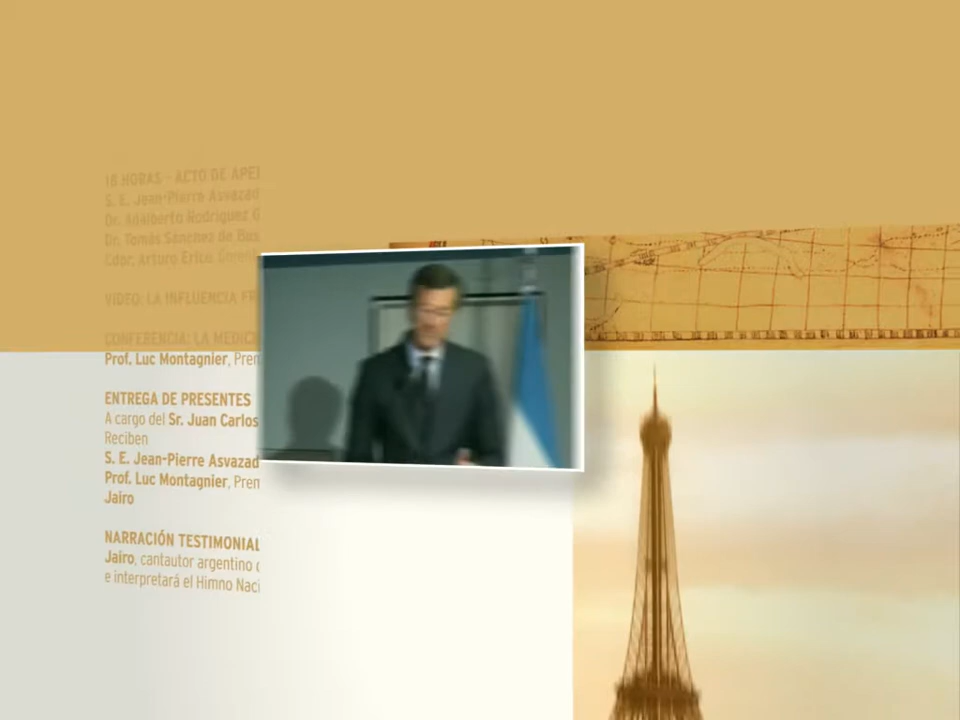 18 HORAS - ACTO DE APE
S. E. Jean-Pierre Asvazad
Dr. Adalberto Rodríguez G
Dr. Tomás Sánchez de Bus
Cdor. Arturo Erico
VIDEO: LA INFLUENCIA FR
CONFERENCIA: LA MEDIC
Prof. Luc Montagnier, Prem
ENTREGA DE PRESENTES
A cargo del Sr. Juan Carlos
Reciben
S. E. Jean-Pierre Asvazad
Prof. Luc Montagnier, Prem
Jairo
NARRACIÓN TESTIMONIAL
Jairo, cantautor argentino
e interpretará el Himno Naci